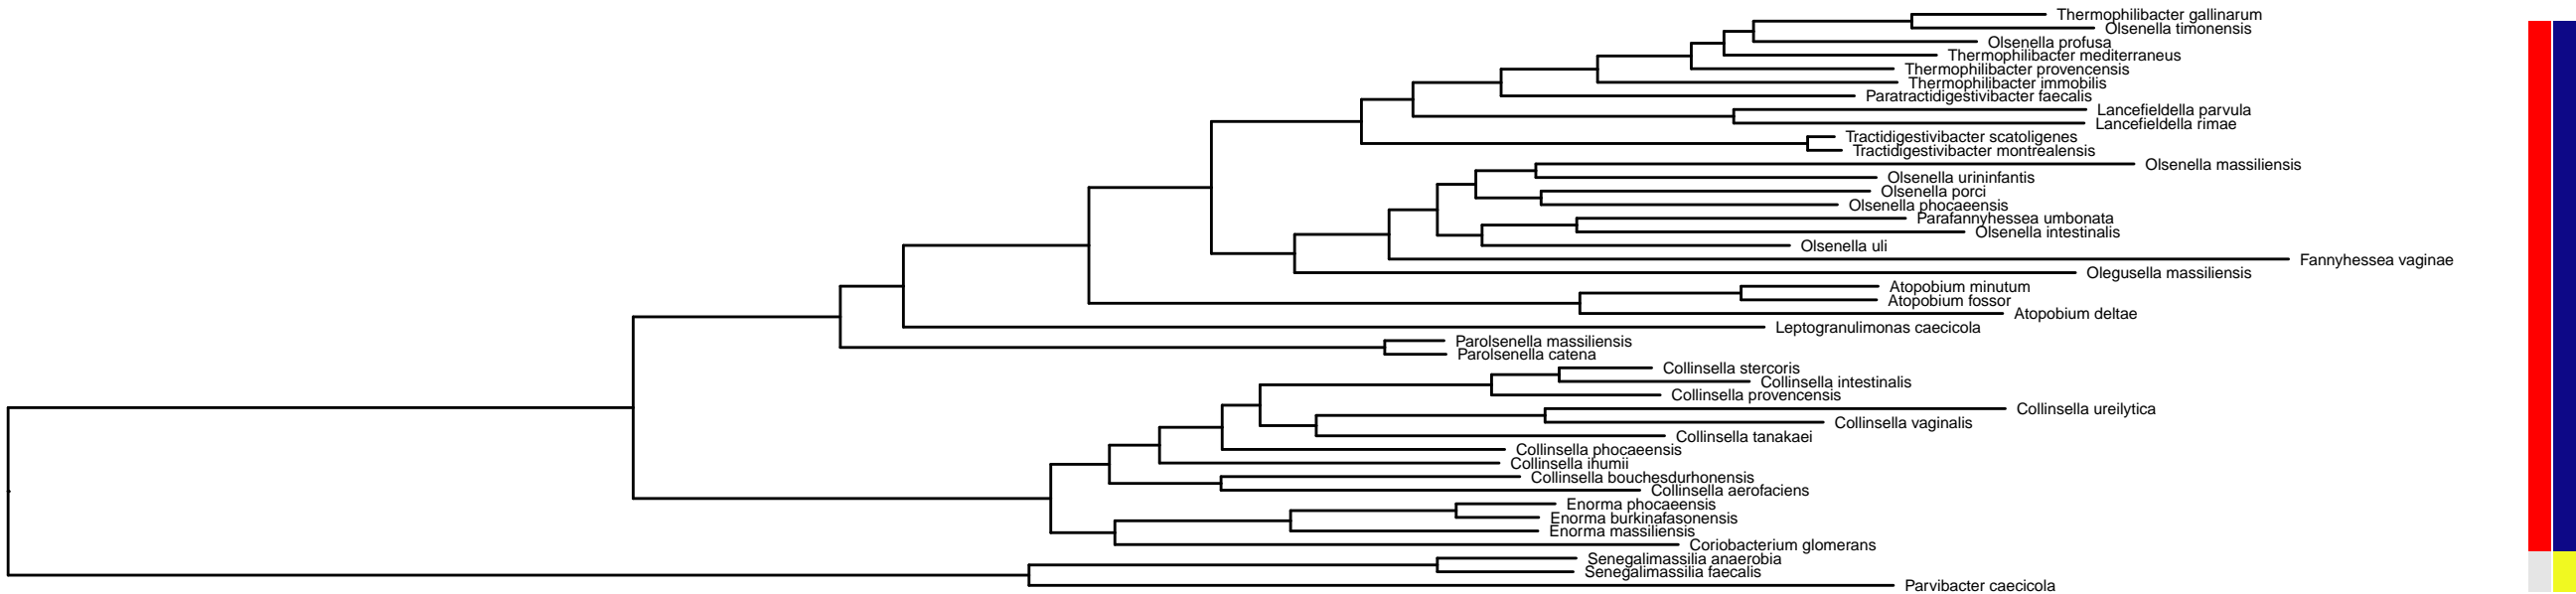 Thermophilibacter gallinarum
Olsenella timonensis
Olsenella profusa
Thermophilibacter mediterraneus
Thermophilibacter provencensis
Thermophilibacter immobilis
Paratractidigestivibacter faecalis
Lancefieldella parvula
Lancefieldella rimae
Tractidigestivibacter scatoligenes
Tractidigestivibacter montrealensis
Olsenella massiliensis
Olsenella urininfantis
Olsenella porci
Olsenella phocaeensis
Parafannyhessea umbonata
Olsenella intestinalis
Olsenella uli
Fannyhessea vaginae
Olegusella massiliensis
Atopobium minutum
Atopobium fossor
Atopobium deltae
Leptogranulimonas caecicola
Parolsenella massiliensis
Parolsenella catena
Collinsella stercoris
Collinsella intestinalis
Collinsella provencensis
Collinsella ureilytica
Collinsella vaginalis
Collinsella tanakaei
Collinsella phocaeensis
Collinsella ihumii
Collinsella bouchesdurhonensis
Collinsella aerofaciens
Enorma phocaeensis
Enorma burkinafasonensis
Enorma massiliensis
Coriobacterium glomerans
Senegalimassilia anaerobia
Senegalimassilia faecalis
Parvibacter caecicola